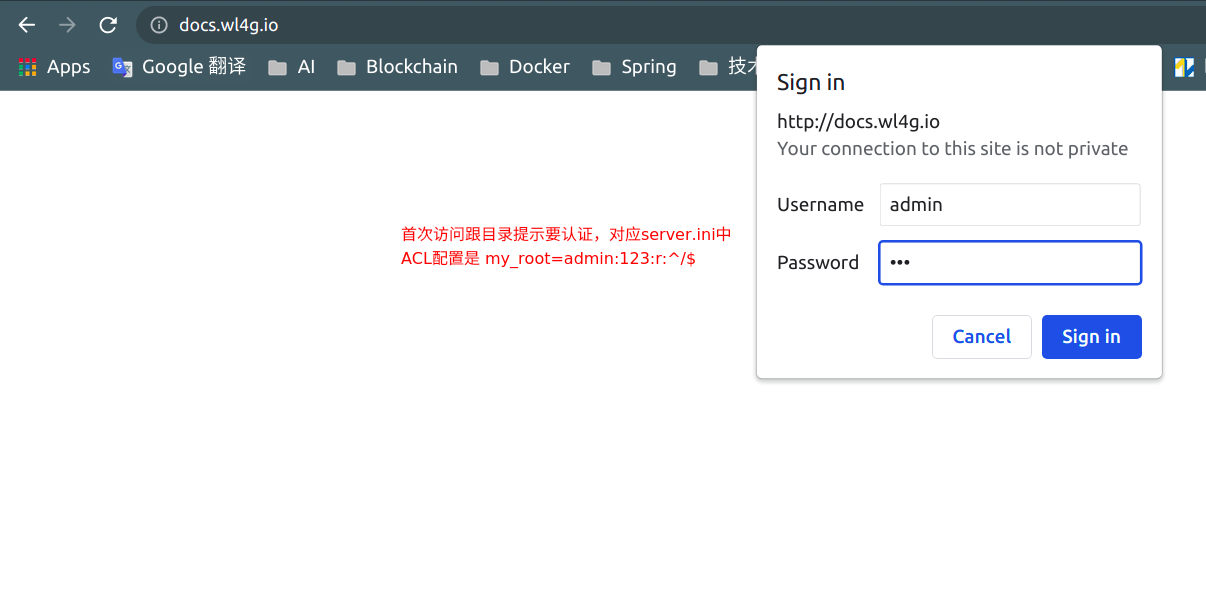 docs.wl4g.io
Apps Google 翻译 AI Blockchain Docker Spring
Sign in
http://docs.wl4g.io
Your connection to this site is not private
Username admin
Password •••
Cancel Sign in
首次访问跟目录提示要认证，对应server.ini中
ACL配置是 my_root=admin:123:r:^/$